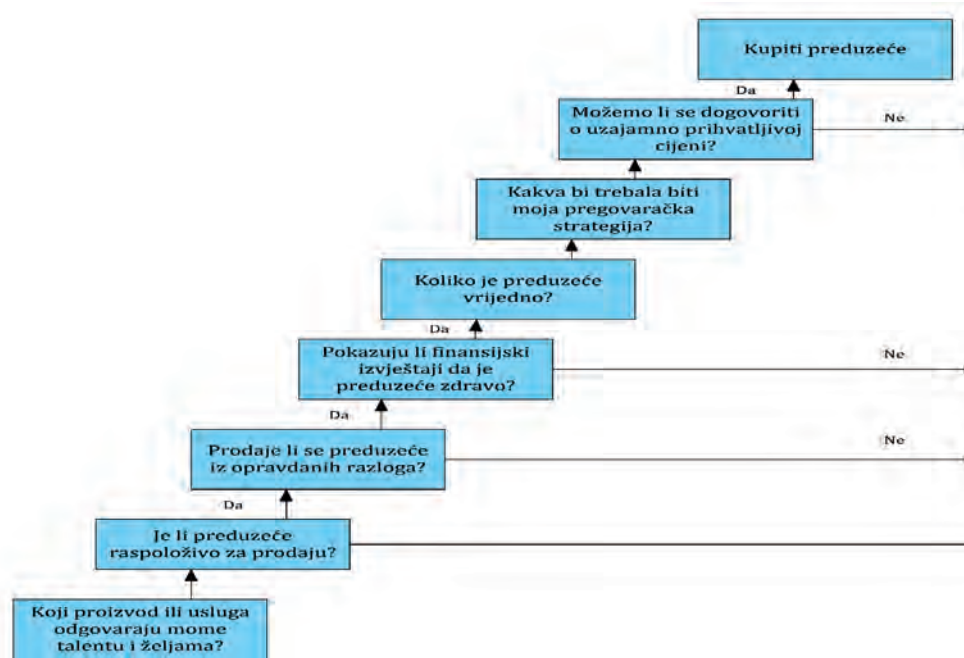 Kupiti preduzeće
Da
Možemo li se dogovoriti
o uzajamno prihvatljivoj
cijeni?
Ne
Kakva bi trebala biti
moja pregovaračka
strategija?
Koliko je preduzeće
vrijedno?
Da
Pokazuju li finansijski
izvještaji da je
preduzeće zdravo?
Ne
Da
Prodaje li se preduzeće
iz opravdanih razloga?
Ne
Da
Je li preduzeće
raspoloživo za prodaju?
Koji proizvod ili usluga
odgovaraju mome
talentu i željama?